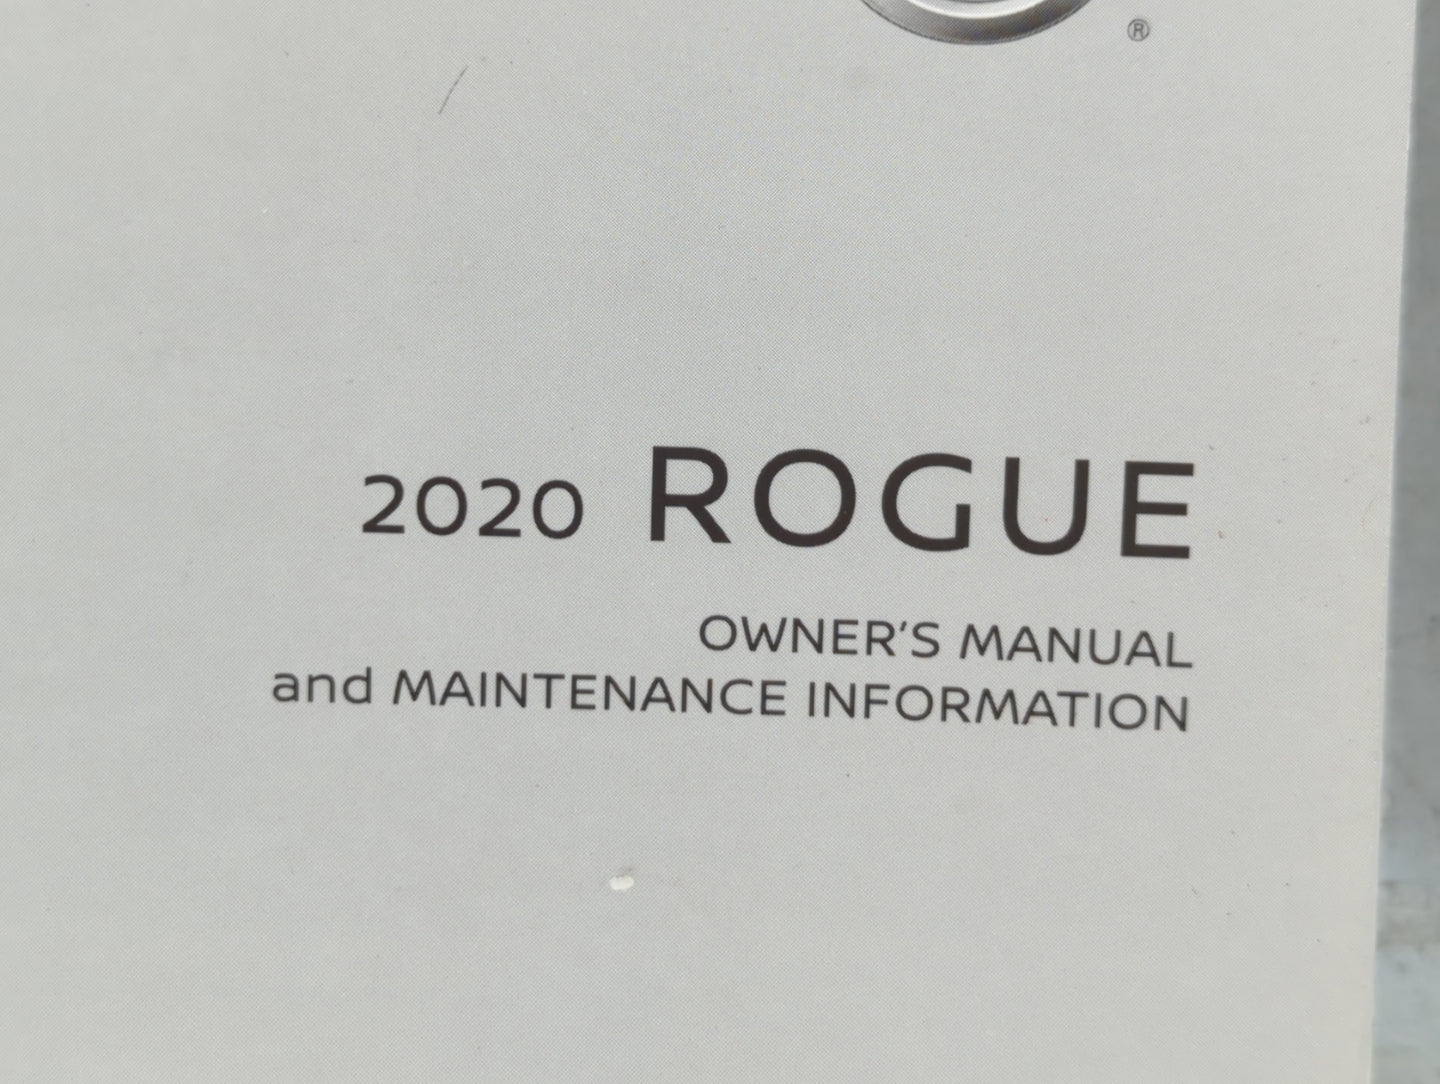 ®
2020 ROGUE
OWNER'S MANUAL
and MAINTENANCE INFORMATION